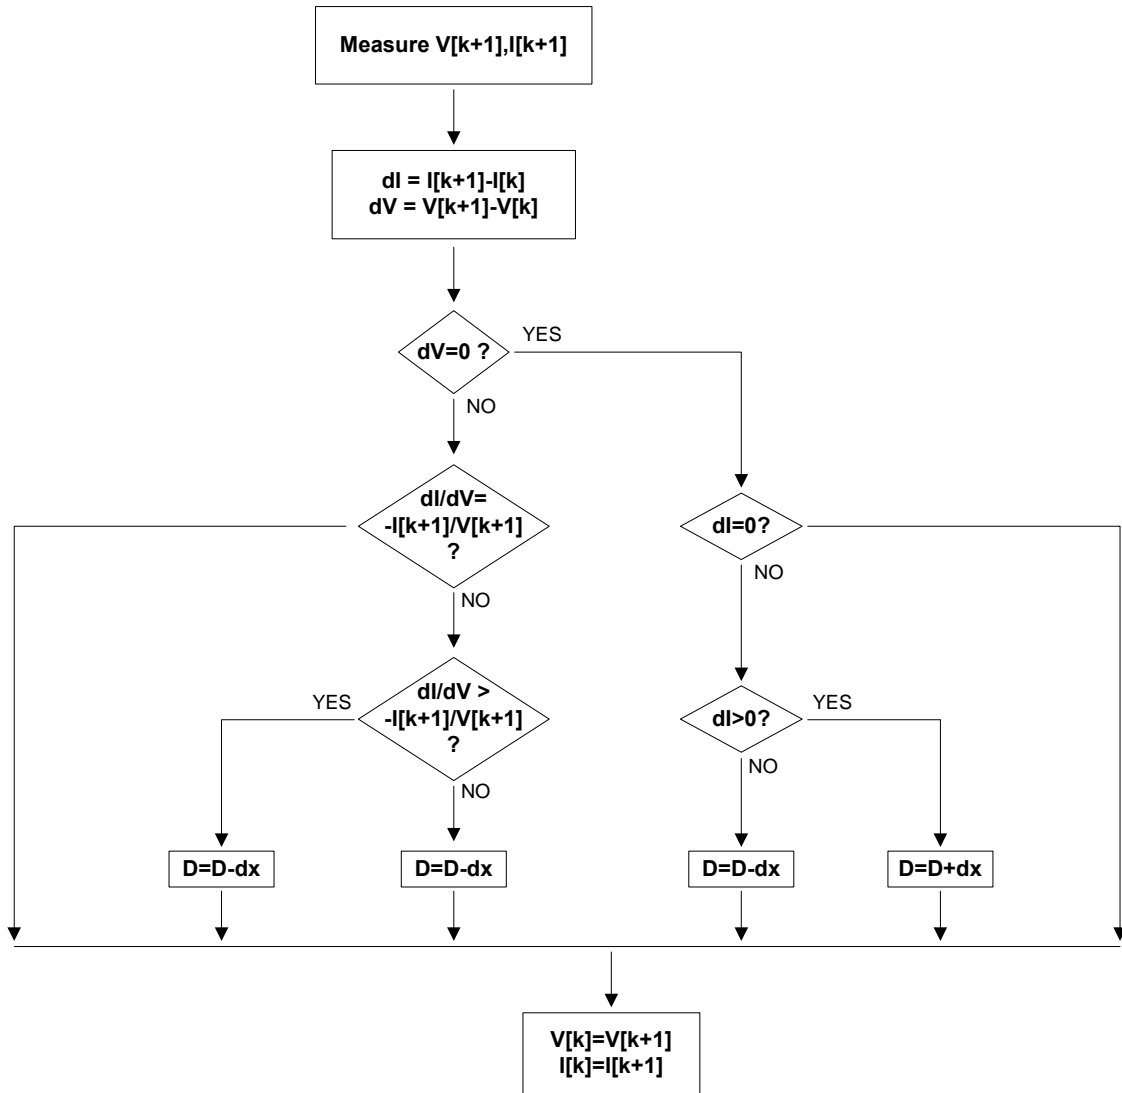 Measure V[k+1],I[k+1]
dI = I[k+1]-I[k]
dV = V[k+1]-V[k]
dV=0 ?
YES
NO
dI/dV=
-I[k+1]/V[k+1]
?
NO
dI=0?
NO
dI/dV >
-I[k+1]/V[k+1]
?
YES
NO
dI>0?
YES
NO
D=D-dx
D=D-dx
D=D-dx
D=D+dx
V[k]=V[k+1]
I[k]=I[k+1]